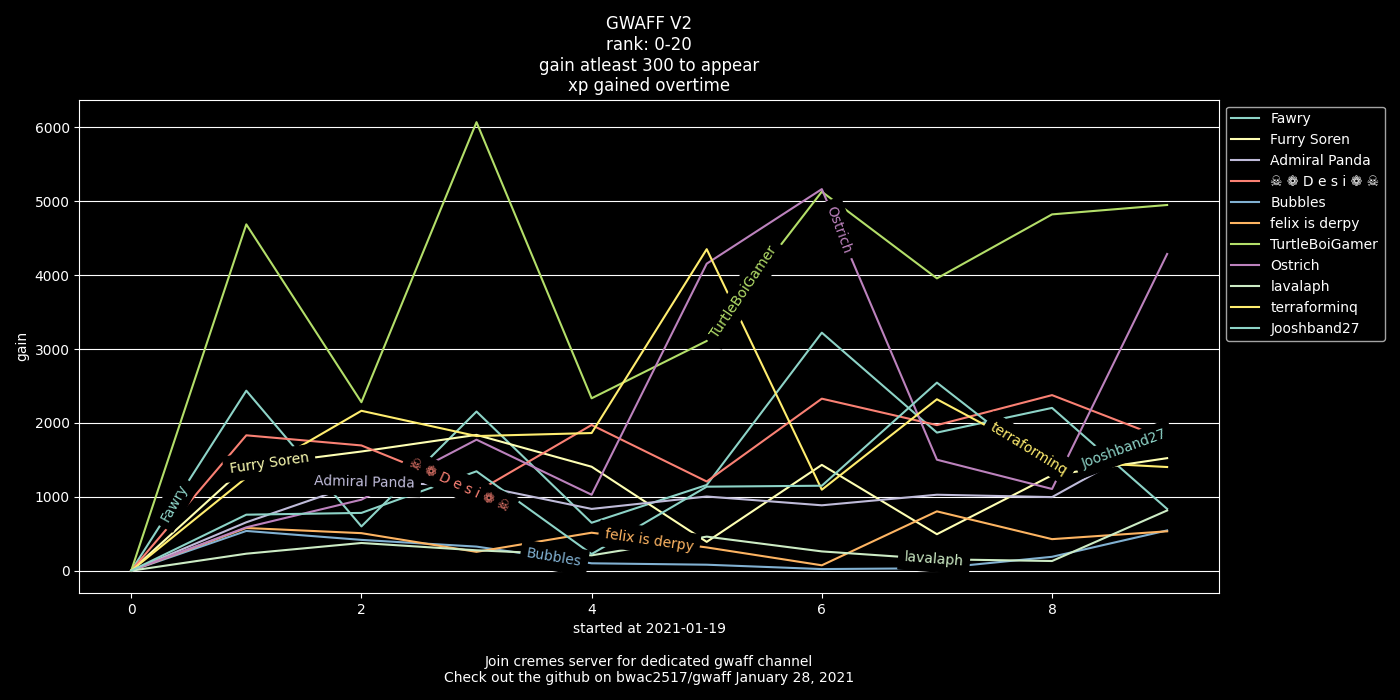 GWAFF V2
rank: 0-20
gain atleast 300 to appear
xp gained overtime
6000
5000
4000
3000
2000
1000
0
gain
0 2 4 6 8
started at 2021-01-19
Fawry
Furry Soren
Admiral Panda
☠ ❁ D e s i ❁ ☠
Bubbles
felix is derpy
TurtleBoiGamer
Ostrich
lavalaph
terraforminq
Jooshband27
Fawry
Furry Soren
Admiral Panda
☠ ❁ D e s i ❁ ☠
Bubbles
felix is derpy
TurtleBoiGamer
Ostrich
lavalaph
terraforminq
Jooshband27
Join cremes server for dedicated gwaff channel
Check out the github on bwac2517/gwaff January 28, 2021